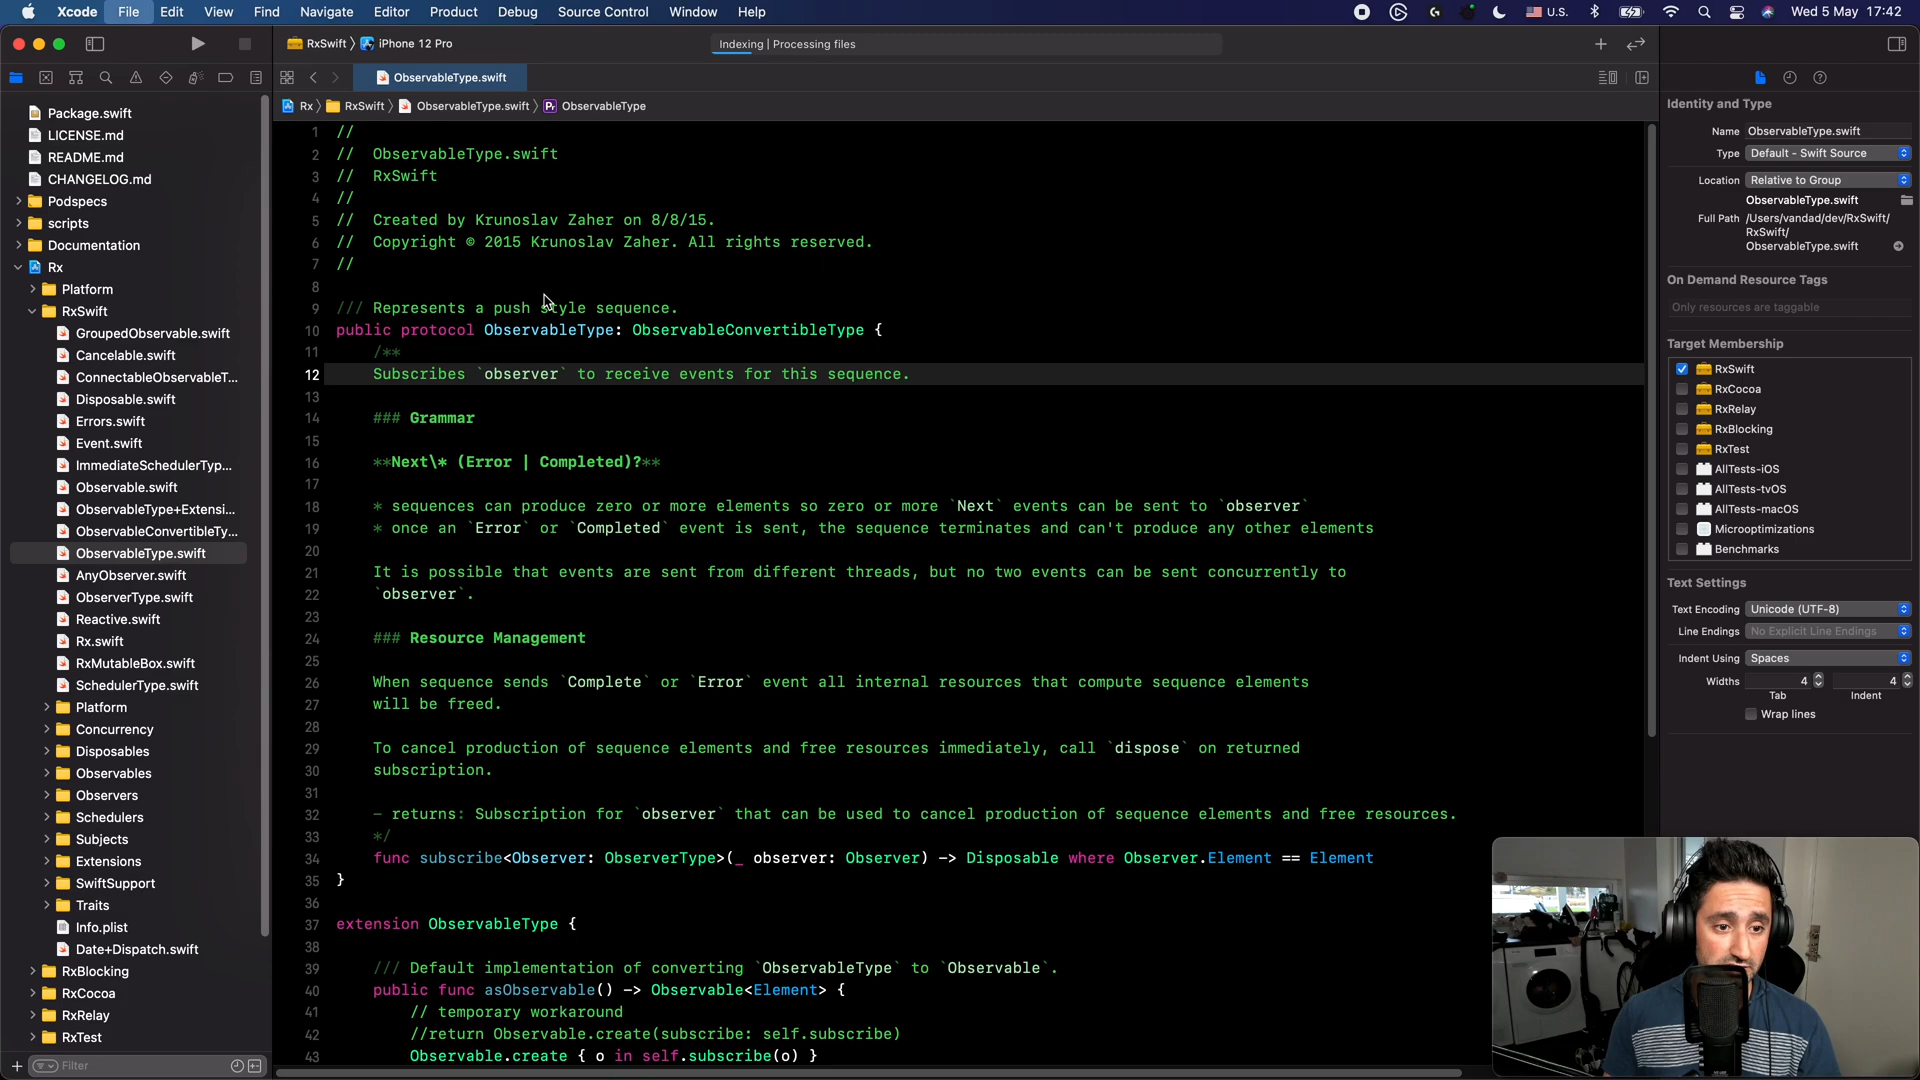 Xcode File Edit View Find Navigate Editor Product Debug Source Control Window Help U.S. Wed 5 May 17:42
RxSwift iPhone 12 Pro Indexing | Processing files
ObservableType.swift
Rx RxSwift ObservableType.swift Pr ObservableType
Package.swift
LICENSE.md
README.md
CHANGELOG.md
Podspecs
scripts
Documentation
Rx
Platform
RxSwift
GroupedObservable.swift
Cancelable.swift
ConnectableObservableT...
Disposable.swift
Errors.swift
Event.swift
ImmediateSchedulerTyp...
Observable.swift
ObservableType+Extensi...
ObservableConvertibleTy...
ObservableType.swift
AnyObserver.swift
ObserverType.swift
Reactive.swift
Rx.swift
RxMutableBox.swift
SchedulerType.swift
Platform
Concurrency
Disposables
Observables
Observers
Schedulers
Subjects
Extensions
SwiftSupport
Traits
Info.plist
Date+Dispatch.swift
RxBlocking
RxCocoa
RxRelay
RxTest
Filter
1 //
2 // ObservableType.swift
3 // RxSwift
4 //
5 // Created by Krunoslav Zaher on 8/8/15.
6 // Copyright © 2015 Krunoslav Zaher. All rights reserved.
7 //
8
9 /// Represents a push style sequence.
10 public protocol ObservableType: ObservableConvertibleType {
11 /**
12 Subscribes `observer` to receive events for this sequence.
13
14 ### Grammar
15
16 **Next\* (Error | Completed)?**
17
18 * sequences can produce zero or more elements so zero or more `Next` events can be sent to `observer`
19 * once an `Error` or `Completed` event is sent, the sequence terminates and can't produce any other elements
20
21 It is possible that events are sent from different threads, but no two events can be sent concurrently to
22 `observer`.
23
24 ### Resource Management
25
26 When sequence sends `Complete` or `Error` event all internal resources that compute sequence elements
27 will be freed.
28
29 To cancel production of sequence elements and free resources immediately, call `dispose` on returned
30 subscription.
31
32 - returns: Subscription for `observer` that can be used to cancel production of sequence elements and free resources.
33 */
34 func subscribe<Observer: ObserverType>(_ observer: Observer) -> Disposable where Observer.Element == Element
35 }
36
37 extension ObservableType {
38
39 /// Default implementation of converting `ObservableType` to `Observable`.
40 public func asObservable() -> Observable<Element> {
41 // temporary workaround
42 //return Observable.create(subscribe: self.subscribe)
43 Observable.create { o in self.subscribe(o) }
Identity and Type
Name ObservableType.swift
Type Default - Swift Source
Location Relative to Group
ObservableType.swift
Full Path /Users/vandad/dev/RxSwift/
RxSwift/
ObservableType.swift
On Demand Resource Tags
Only resources are taggable
Target Membership
RxSwift
RxCocoa
RxRelay
RxBlocking
RxTest
AllTests-iOS
AllTests-tvOS
AllTests-macOS
Microoptimizations
Benchmarks
Text Settings
Text Encoding Unicode (UTF-8)
Line Endings No Explicit Line Endings
Indent Using Spaces
Widths 4 4
Tab Indent
Wrap lines